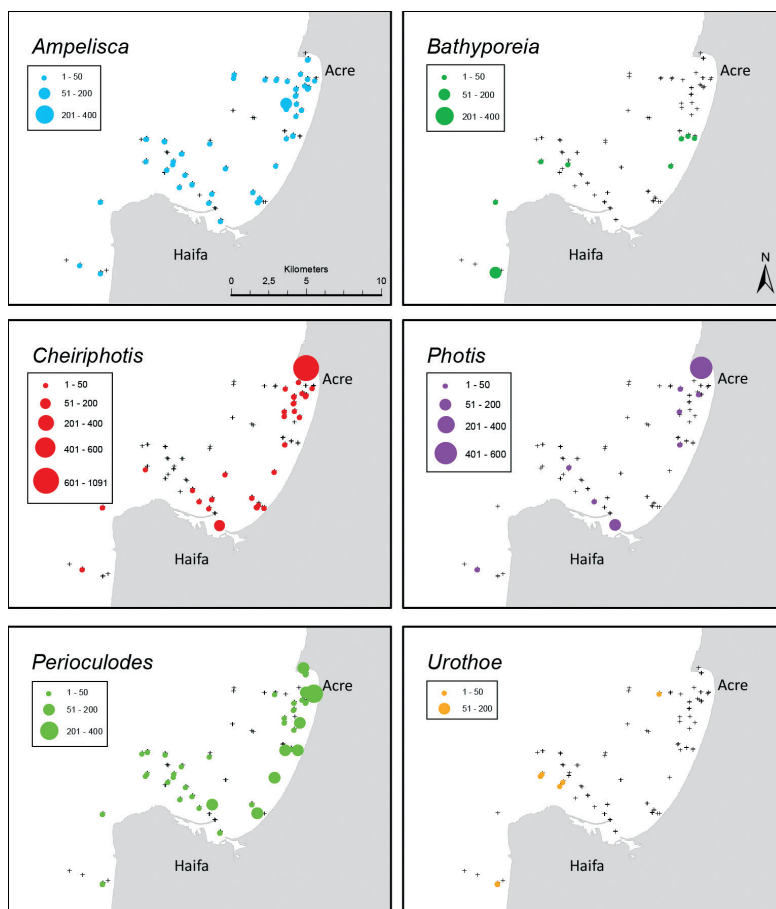 Ampelisca
1 - 50
51 - 200
201 - 400
Acre
Haifa
Kilometers
0 2,5 5 10
Bathyporeia
1 - 50
51 - 200
201 - 400
Acre
Haifa
N
Cheiriphotis
1 - 50
51 - 200
201 - 400
401 - 600
601 - 1091
Acre
Haifa
Photis
1 - 50
51 - 200
201 - 400
401 - 600
Acre
Haifa
Perioculodes
1 - 50
51 - 200
201 - 400
Acre
Haifa
Urothoe
1 - 50
51 - 200
Acre
Haifa